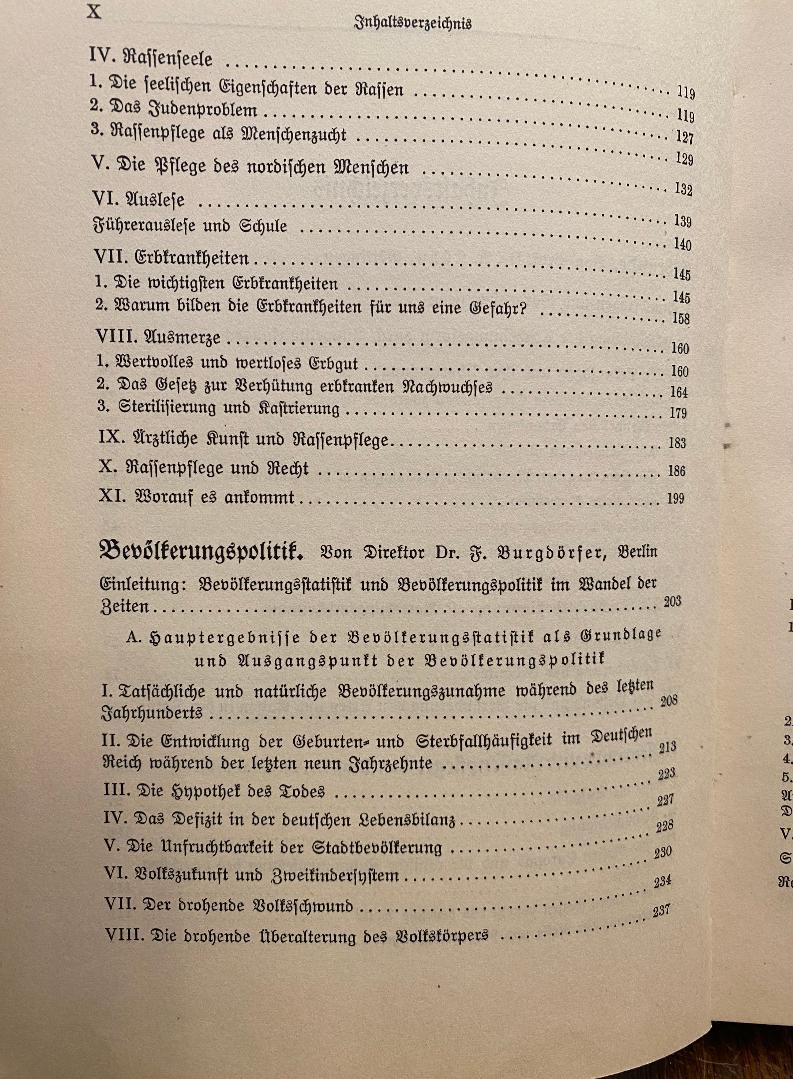 X
Inhaltsverzeichnis
IV. Rassenseele ........ 119
1. Die seelischen Eigenschaften der Rassen ........ 119
2. Das Judenproblem ........ 127
3. Rassenpflege als Menschenzucht ........ 129
V. Die Pflege des nordischen Menschen ........ 132
VI. Auslese ........ 139
Führerauslese und Schule ........ 140
VII. Erbkrankheiten ........ 145
1. Die wichtigsten Erbkrankheiten ........ 145
2. Warum bilden die Erbkrankheiten für uns eine Gefahr? ........ 158
VIII. Ausmerze ........ 160
1. Wertvolles und wertloses Erbgut ........ 160
2. Das Gesetz zur Verhütung erbkranken Nachwuchses ........ 164
3. Sterilisierung und Kastrierung ........ 179
IX. Ärztliche Kunst und Rassenpflege ........ 183
X. Rassenpflege und Recht ........ 186
XI. Worauf es ankommt ........ 199
Bevölkerungspolitik. Von Direktor Dr. F. Burgdörfer, Berlin
Einleitung: Bevölkerungsstatistik und Bevölkerungspolitik im Wandel der
Zeiten ........ 203
A. Hauptergebnisse der Bevölkerungsstatistik als Grundlage
und Ausgangspunkt der Bevölkerungspolitik
I. Tatsächliche und natürliche Bevölkerungszunahme während des letzten
Jahrhunderts ........ 208
II. Die Entwicklung der Geburten- und Sterbfallhäufigkeit im Deutschen
Reich während der letzten neun Jahrzehnte ........ 213
III. Die Hypothek des Todes ........ 223
IV. Das Defizit in der deutschen Lebensbilanz ........ 227
V. Die Unfruchtbarkeit der Stadtbevölkerung ........ 228
VI. Volkszukunft und Zweikindersystem ........ 230
VII. Der drohende Volksschwund ........ 234
VIII. Die drohende Überalterung des Volkskörpers ........ 237
2.
3.
4.
5.
V.